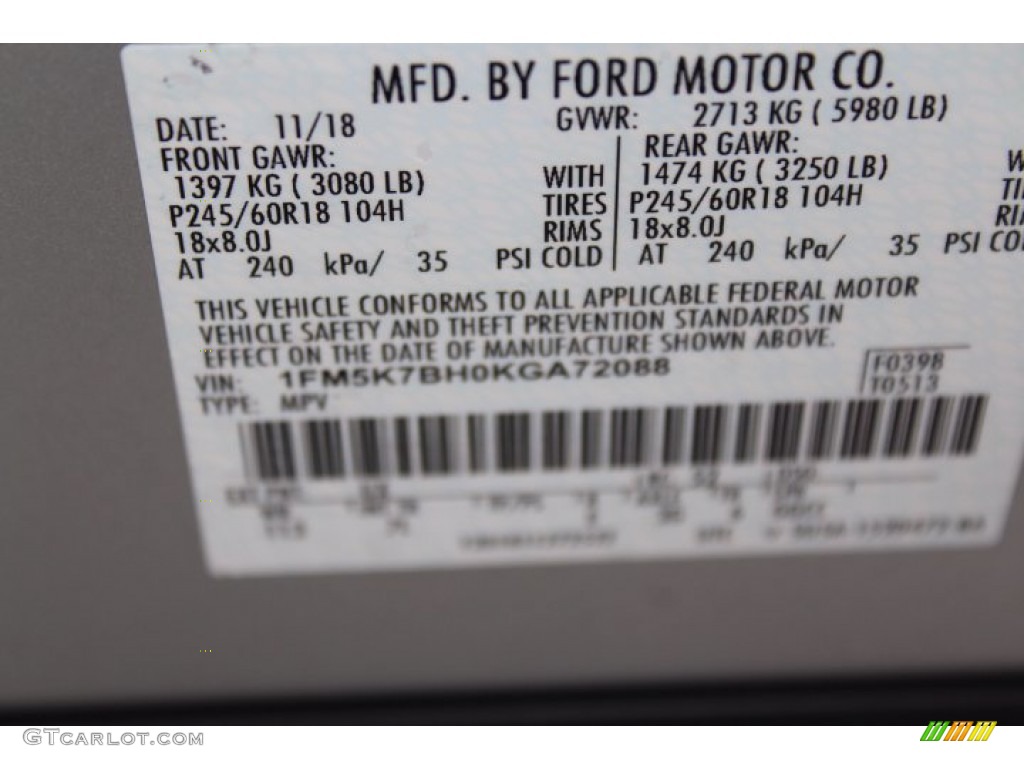 MFD. BY FORD MOTOR CO.
DATE: 11/18 GVWR: 2713 KG ( 5980 LB)
FRONT GAWR: REAR GAWR:
1397 KG ( 3080 LB) WITH 1474 KG ( 3250 LB)
P245/60R18 104H TIRES P245/60R18 104H
18x8.0J RIMS 18x8.0J
AT 240 kPa/ 35 PSI COLD AT 240 kPa/ 35 PSI
THIS VEHICLE CONFORMS TO ALL APPLICABLE FEDERAL MOTOR
VEHICLE SAFETY AND THEFT PREVENTION STANDARDS IN
EFFECT ON THE DATE OF MANUFACTURE SHOWN ABOVE.
VIN: 1FM5K7BH0KGA72088 F0398
TYPE: MPV T0513
GTCarlot.com